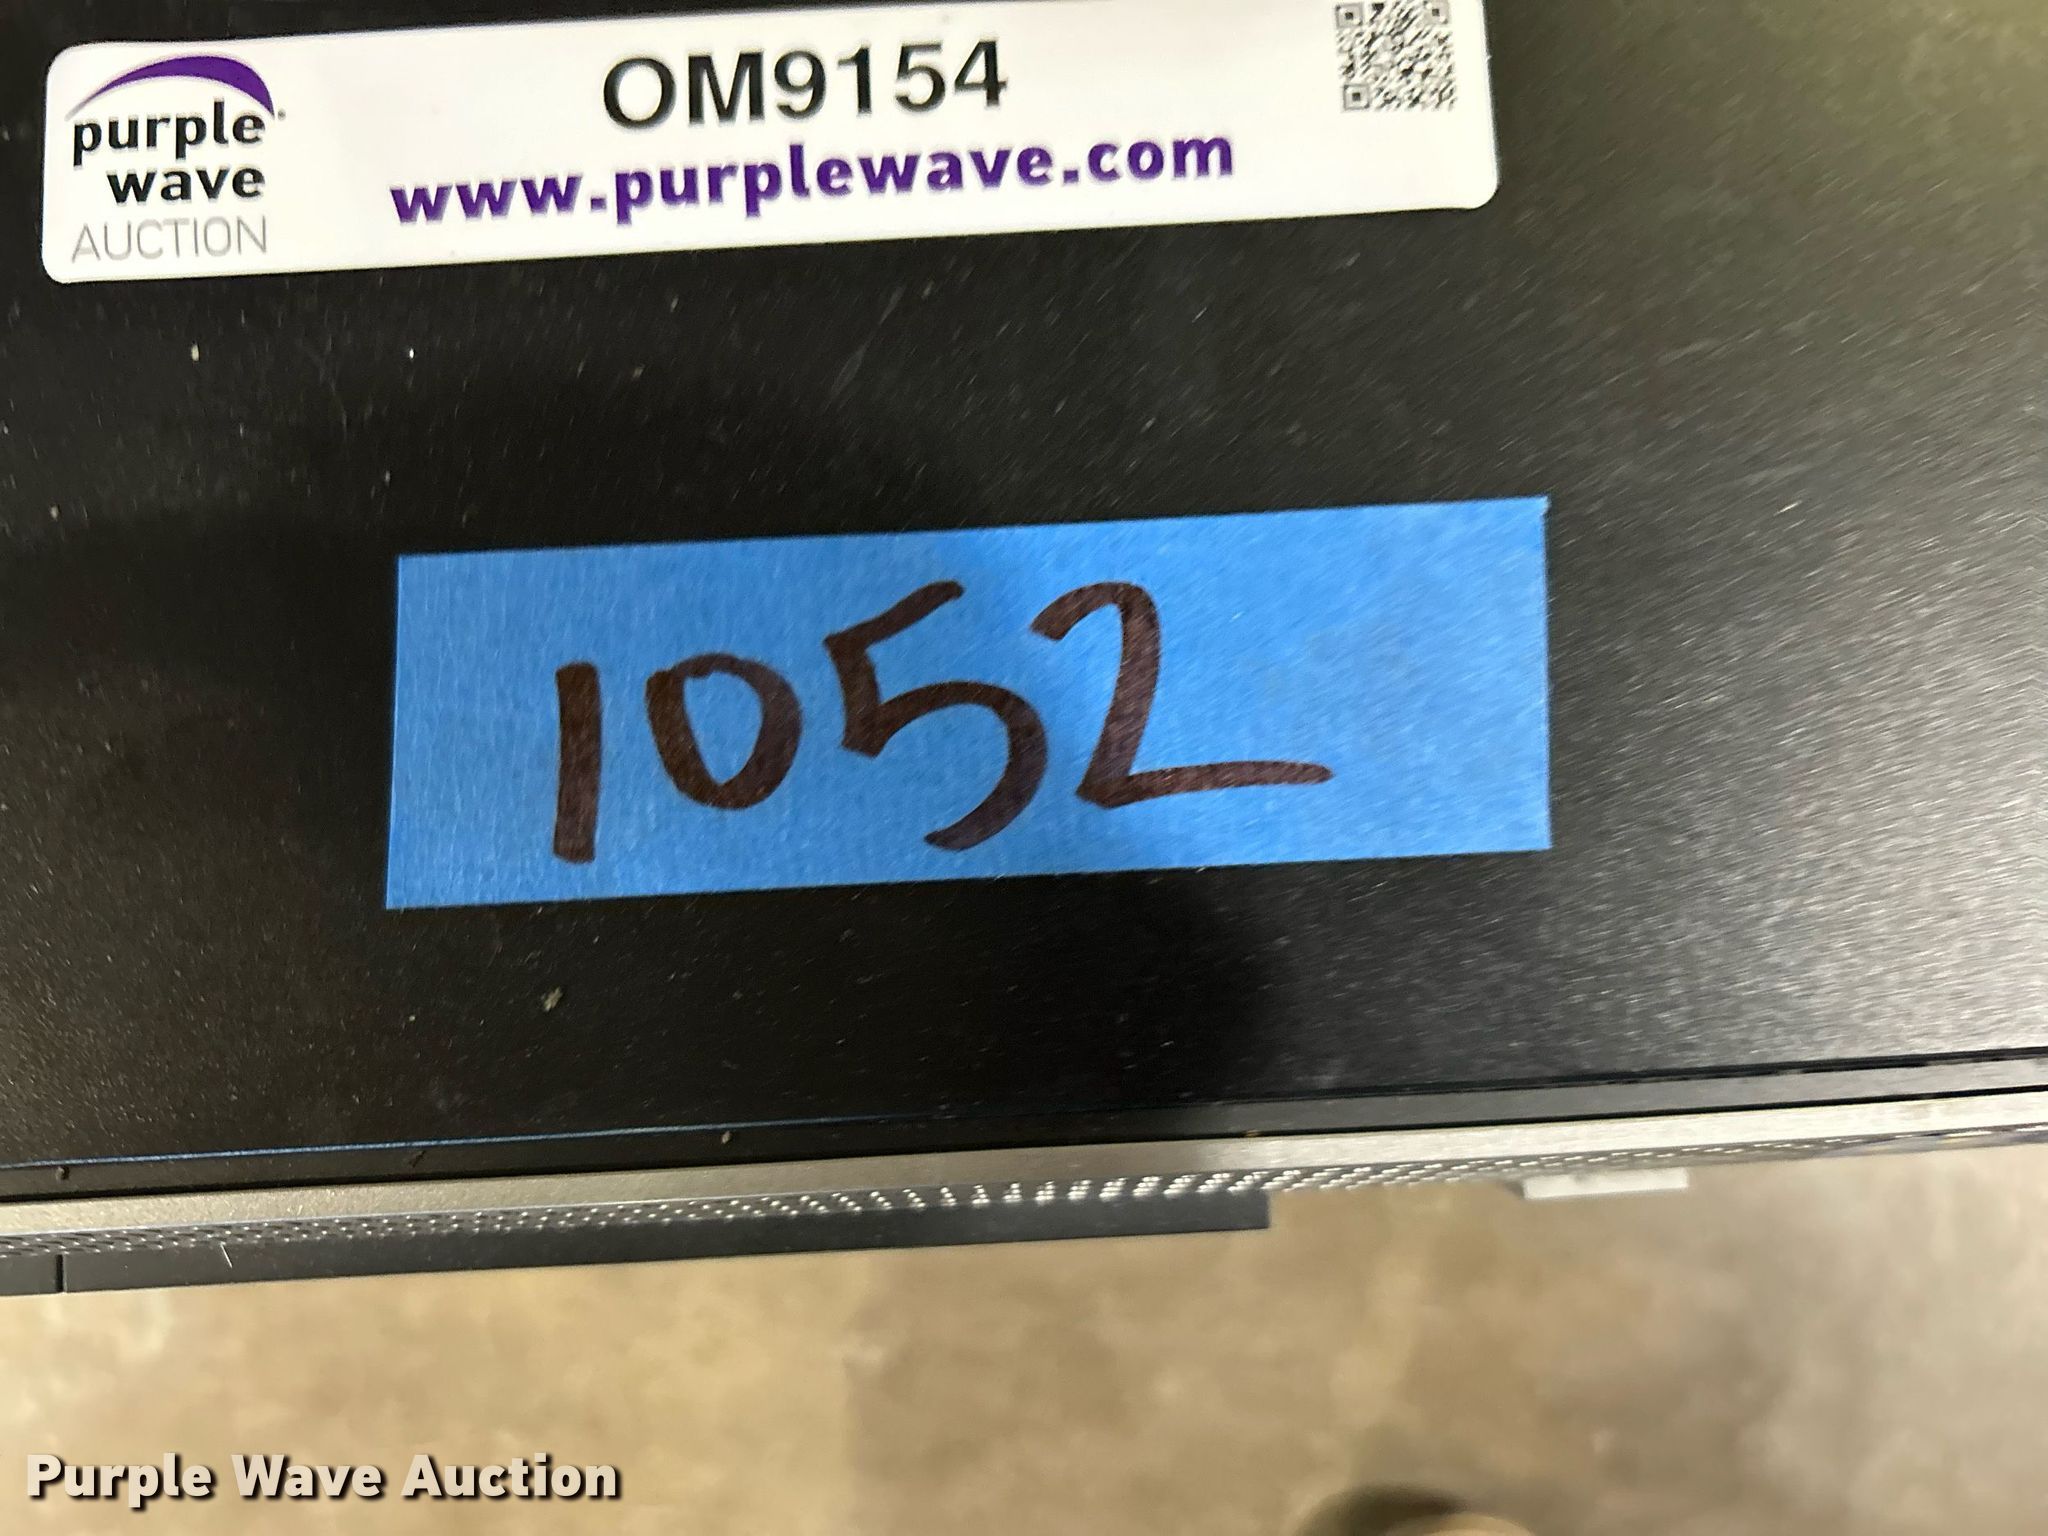 purple
wave
AUCTION
OM9154
www.purplewave.com
1052
Purple Wave Auction